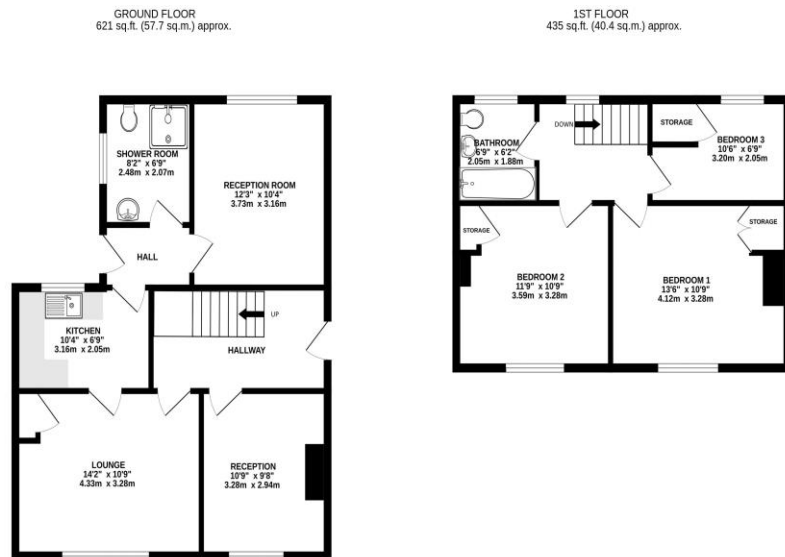 GROUND FLOOR
621 sq.ft. (57.7 sq.m.) approx.
SHOWER ROOM
8'2" x 6'9"
2.48m x 2.07m
RECEPTION ROOM
12'3" x 10'4"
3.73m x 3.16m
HALL
KITCHEN
10'4" x 6'9"
3.16m x 2.05m
UP
HALLWAY
LOUNGE
14'2" x 10'9"
4.33m x 3.28m
RECEPTION
10'9" x 9'8"
3.28m x 2.94m
1ST FLOOR
435 sq.ft. (40.4 sq.m.) approx.
BATHROOM
6'9" x 6'2"
2.05m x 1.88m
DOWN
STORAGE
BEDROOM 3
10'6" x 6'9"
3.20m x 2.05m
STORAGE
BEDROOM 2
11'9" x 10'9"
3.59m x 3.28m
STORAGE
BEDROOM 1
13'6" x 10'9"
4.12m x 3.28m